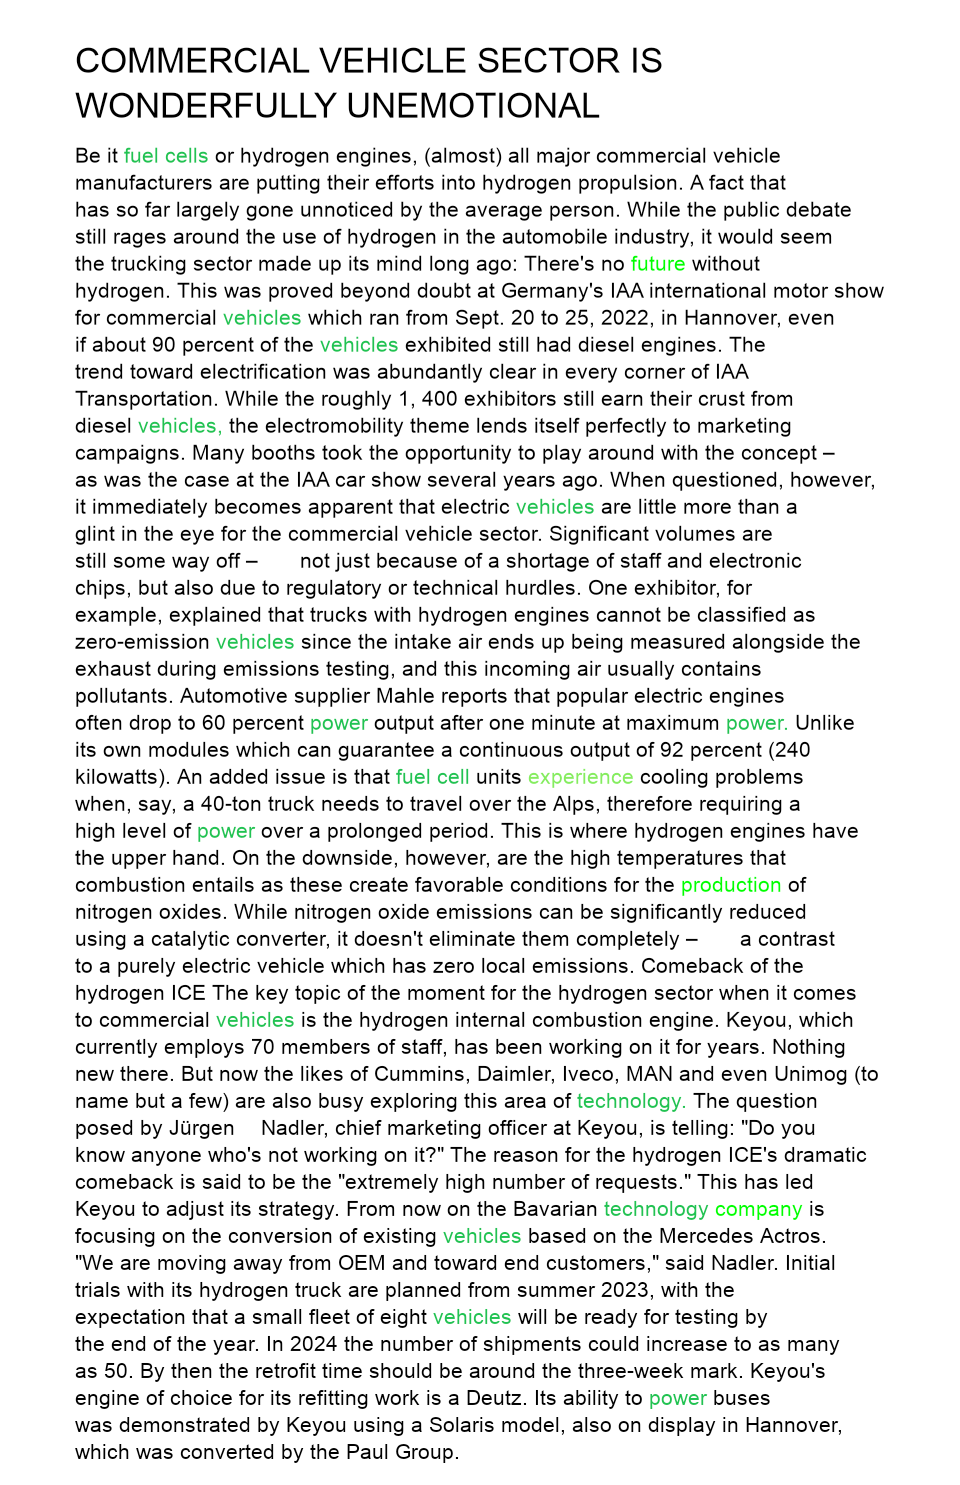 COMMERCIAL VEHICLE SECTOR IS
WONDERFULLY UNEMOTIONAL
Be it fuel cells or hydrogen engines, (almost) all major commercial vehicle
manufacturers are putting their efforts into hydrogen propulsion. A fact that
has so far largely gone unnoticed by the average person. While the public debate
still rages around the use of hydrogen in the automobile industry, it would seem
the trucking sector made up its mind long ago: There's no future without
hydrogen. This was proved beyond doubt at Germany's IAA international motor show
for commercial vehicles which ran from Sept. 20 to 25, 2022, in Hannover, even
if about 90 percent of the vehicles exhibited still had diesel engines. The
trend toward electrification was abundantly clear in every corner of IAA
Transportation. While the roughly 1, 400 exhibitors still earn their crust from
diesel vehicles, the electromobility theme lends itself perfectly to marketing
campaigns. Many booths took the opportunity to play around with the concept –
as was the case at the IAA car show several years ago. When questioned, however,
it immediately becomes apparent that electric vehicles are little more than a
glint in the eye for the commercial vehicle sector. Significant volumes are
still some way off – not just because of a shortage of staff and electronic
chips, but also due to regulatory or technical hurdles. One exhibitor, for
example, explained that trucks with hydrogen engines cannot be classified as
zero-emission vehicles since the intake air ends up being measured alongside the
exhaust during emissions testing, and this incoming air usually contains
pollutants. Automotive supplier Mahle reports that popular electric engines
often drop to 60 percent power output after one minute at maximum power. Unlike
its own modules which can guarantee a continuous output of 92 percent (240
kilowatts). An added issue is that fuel cell units experience cooling problems
when, say, a 40-ton truck needs to travel over the Alps, therefore requiring a
high level of power over a prolonged period. This is where hydrogen engines have
the upper hand. On the downside, however, are the high temperatures that
combustion entails as these create favorable conditions for the production of
nitrogen oxides. While nitrogen oxide emissions can be significantly reduced
using a catalytic converter, it doesn't eliminate them completely – a contrast
to a purely electric vehicle which has zero local emissions. Comeback of the
hydrogen ICE The key topic of the moment for the hydrogen sector when it comes
to commercial vehicles is the hydrogen internal combustion engine. Keyou, which
currently employs 70 members of staff, has been working on it for years. Nothing
new there. But now the likes of Cummins, Daimler, Iveco, MAN and even Unimog (to
name but a few) are also busy exploring this area of technology. The question
posed by Jürgen Nadler, chief marketing officer at Keyou, is telling: "Do you
know anyone who's not working on it?" The reason for the hydrogen ICE's dramatic
comeback is said to be the "extremely high number of requests." This has led
Keyou to adjust its strategy. From now on the Bavarian technology company is
focusing on the conversion of existing vehicles based on the Mercedes Actros.
"We are moving away from OEM and toward end customers," said Nadler. Initial
trials with its hydrogen truck are planned from summer 2023, with the
expectation that a small fleet of eight vehicles will be ready for testing by
the end of the year. In 2024 the number of shipments could increase to as many
as 50. By then the retrofit time should be around the three-week mark. Keyou's
engine of choice for its refitting work is a Deutz. Its ability to power buses
was demonstrated by Keyou using a Solaris model, also on display in Hannover,
which was converted by the Paul Group.